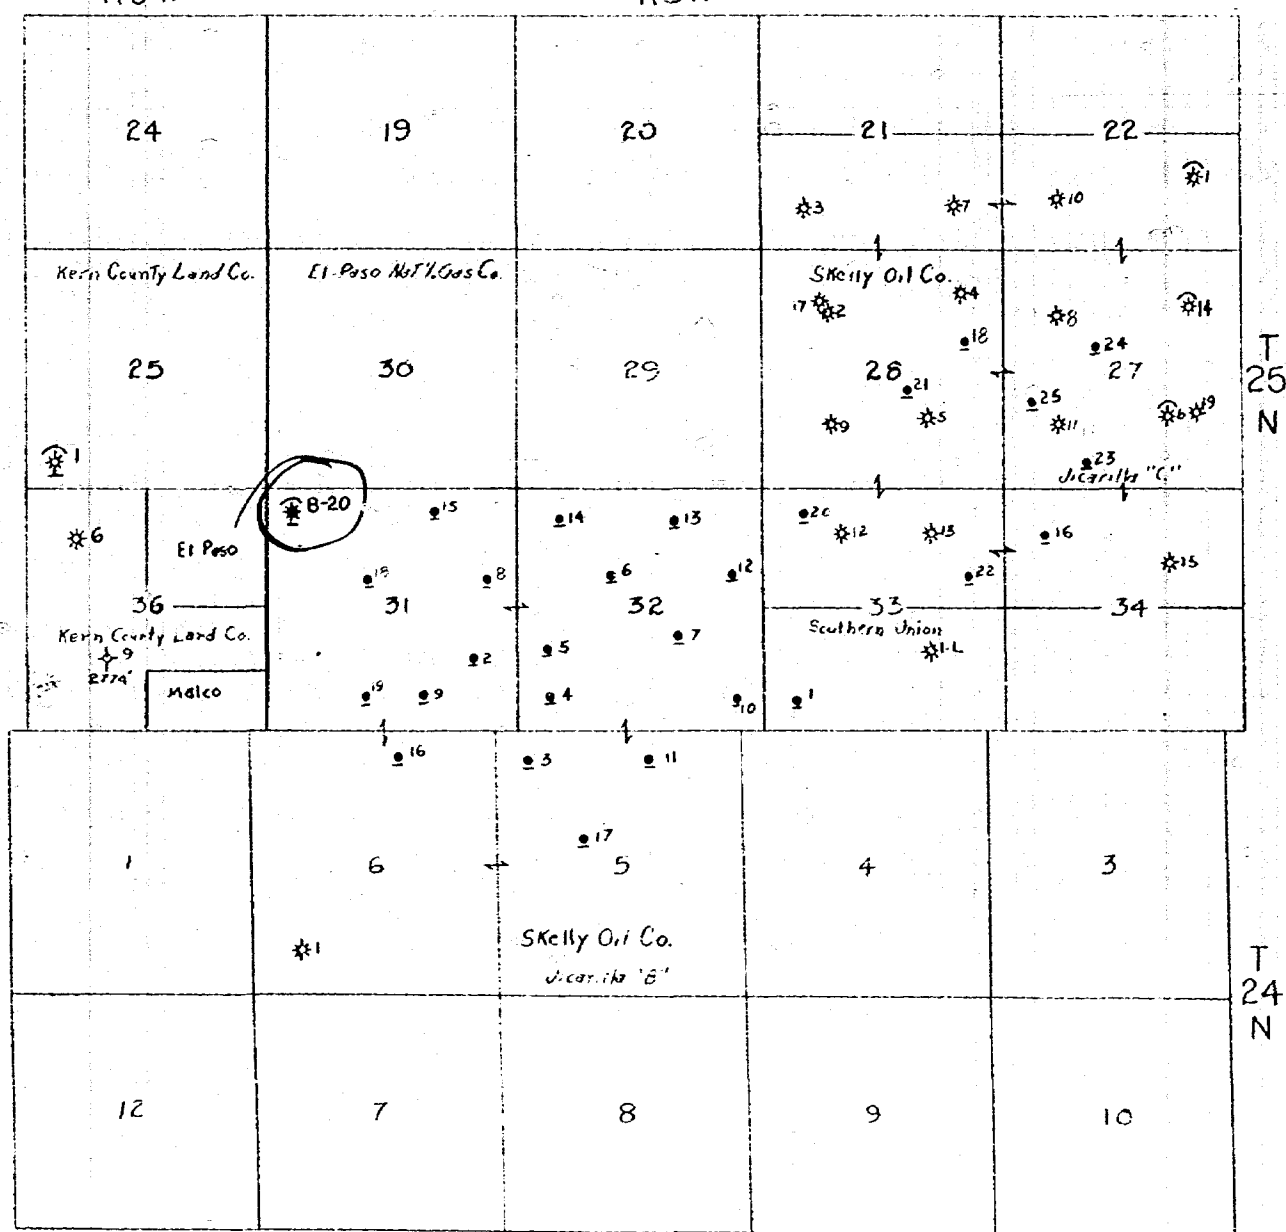 24 19 20 21 22
3 7 10 1
Kern County Land Co. El Paso Nat'l Gas Co. Skelly Oil Co.
17 2 4 8 14
18 24
25 30 29 28 27
21 25
9 5 11 6 19
1 23
Jicarilla "C"
T
25
N
B-20 15 14 13 20 12 13 16
6 El Paso
18 8 6 12 22 15
36 31 32 33 34
Kern County Land Co. Southern Union
9 2 5 7 1-L
2774'
Malco 19 9 4 10 1
16 3 11
17
1 6 5 4 3
1 Skelly Oil Co.
Jicarilla "B"
T
24
N
12 7 8 9 10